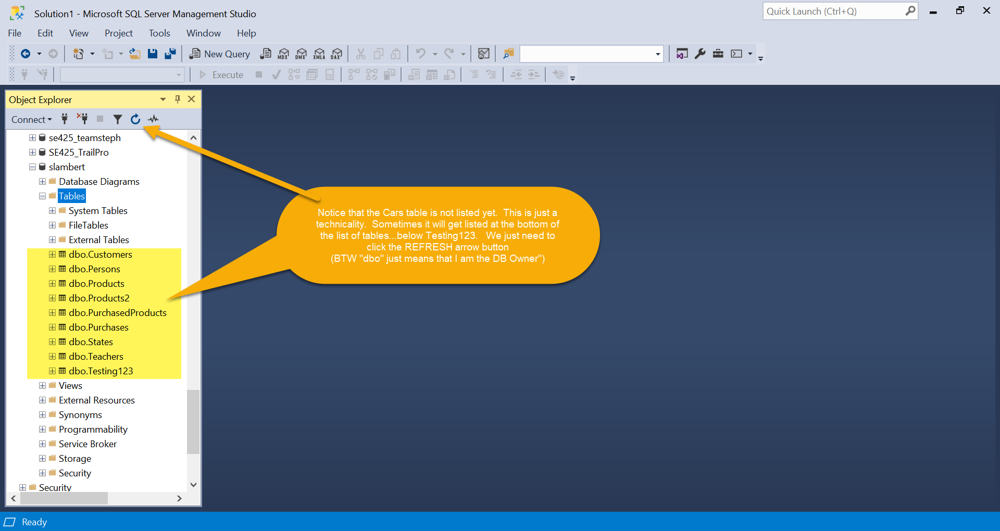 Solution1 - Microsoft SQL Server Management Studio
Quick Launch (Ctrl+Q)
File Edit View Project Tools Window Help
New Query MDX DMX XMLA DAX
Execute
Object Explorer
Connect
se425_teamsteph
SE425_TrailPro
slambert
Database Diagrams
Tables
System Tables
FileTables
External Tables
dbo.Customers
dbo.Persons
dbo.Products
dbo.Products2
dbo.PurchasedProducts
dbo.Purchases
dbo.States
dbo.Teachers
dbo.Testing123
Views
External Resources
Synonyms
Programmability
Service Broker
Storage
Security
Security
Notice that the Cars table is not listed yet.  This is just a
technicality.  Sometimes it will get listed at the bottom of
the list of tables...below Testing123.   We just need to
click the REFRESH arrow button
(BTW "dbo" just means that I am the DB Owner")
Ready